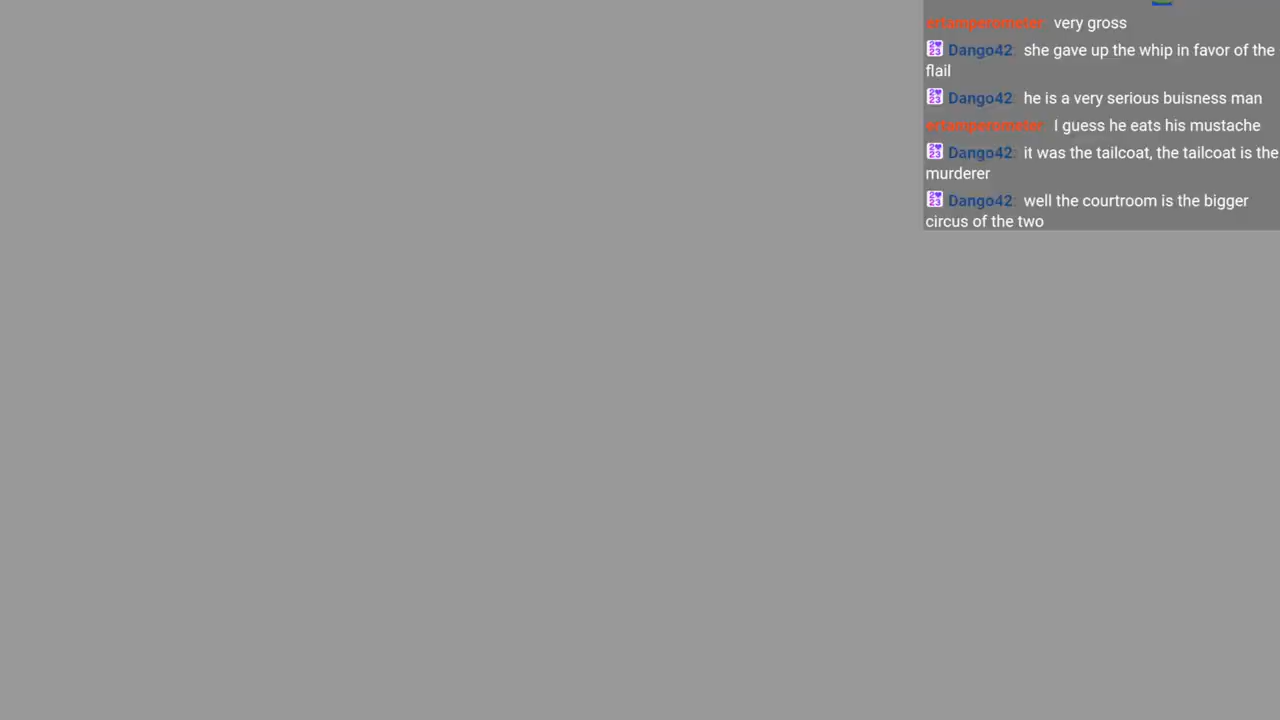 ertamperometer: very gross
Dango42: she gave up the whip in favor of the
flail
Dango42: he is a very serious buisness man
ertamperometer: I guess he eats his mustache
Dango42: it was the tailcoat, the tailcoat is the
murderer
Dango42: well the courtroom is the bigger
circus of the two